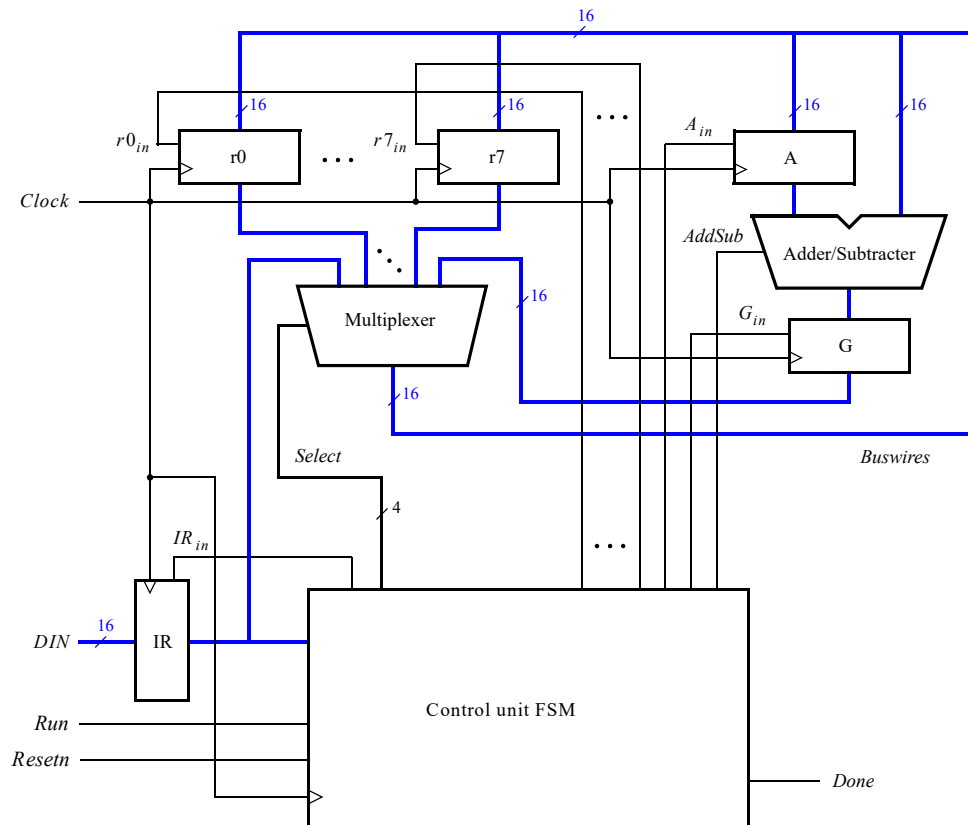 16
16
16
16
16
r0in
r7in
Ain
r0
r7
A
Clock
AddSub
Adder/Subtracter
16
Multiplexer
Gin
G
16
Select
Buswires
4
IRin
16
DIN
IR
Control unit FSM
Run
Resetn
Done